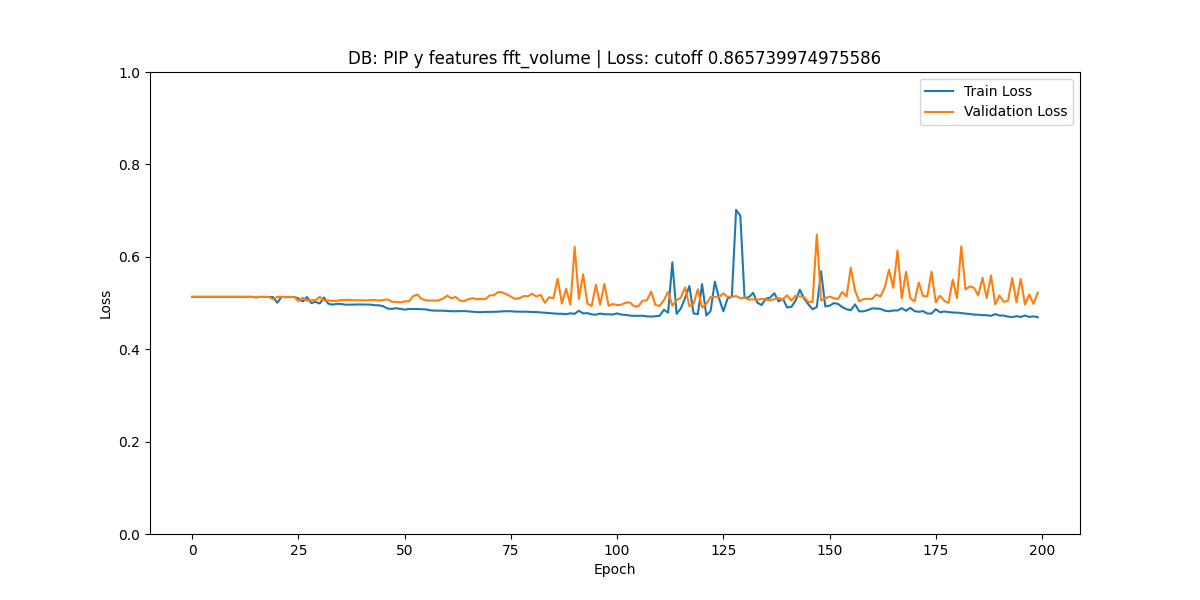 DB: PIP y features fft_volume | Loss: cutoff 0.865739974975586
Train Loss
Validation Loss
1.0
0.8
0.6
0.4
0.2
0.0
Loss
0 25 50 75 100 125 150 175 200
Epoch